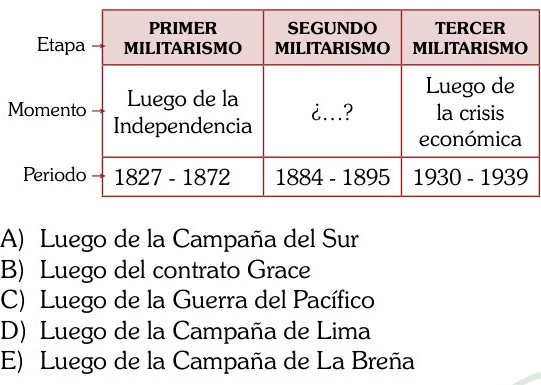 PRIMER MILITARISMO
SEGUNDO MILITARISMO
TERCER MILITARISMO
Etapa
Momento
Luego de la Independencia
¿...?
Luego de la crisis económica
Periodo
1827 - 1872
1884 - 1895
1930 - 1939
A) Luego de la Campaña del Sur
B) Luego del contrato Grace
C) Luego de la Guerra del Pacífico
D) Luego de la Campaña de Lima
E) Luego de la Campaña de La Breña